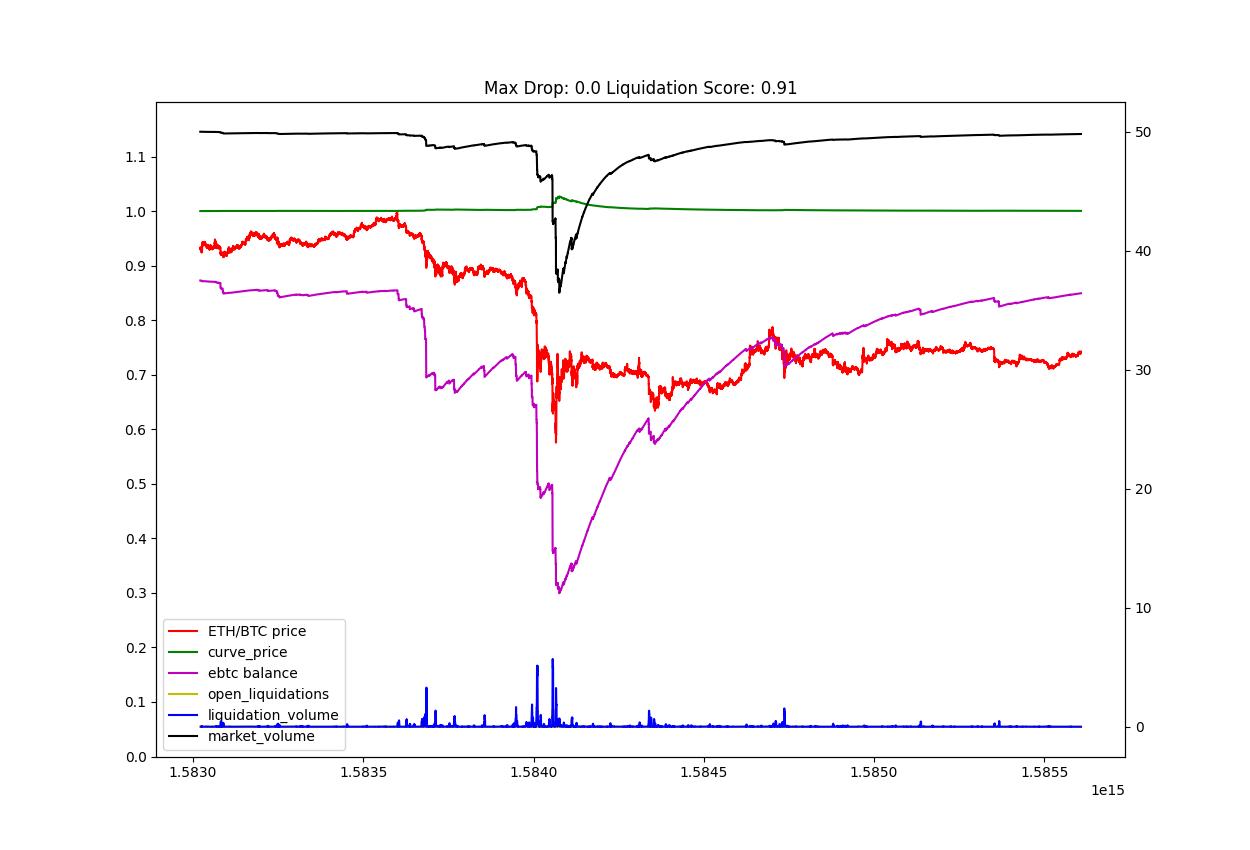 Max Drop: 0.0 Liquidation Score: 0.91
1.1
1.0
0.9
0.8
0.7
0.6
0.5
0.4
0.3
0.2
0.1
0.0
50
40
30
20
10
0
ETH/BTC price
curve_price
ebtc balance
open_liquidations
liquidation_volume
market_volume
1.5830 1.5835 1.5840 1.5845 1.5850 1.5855
1e15